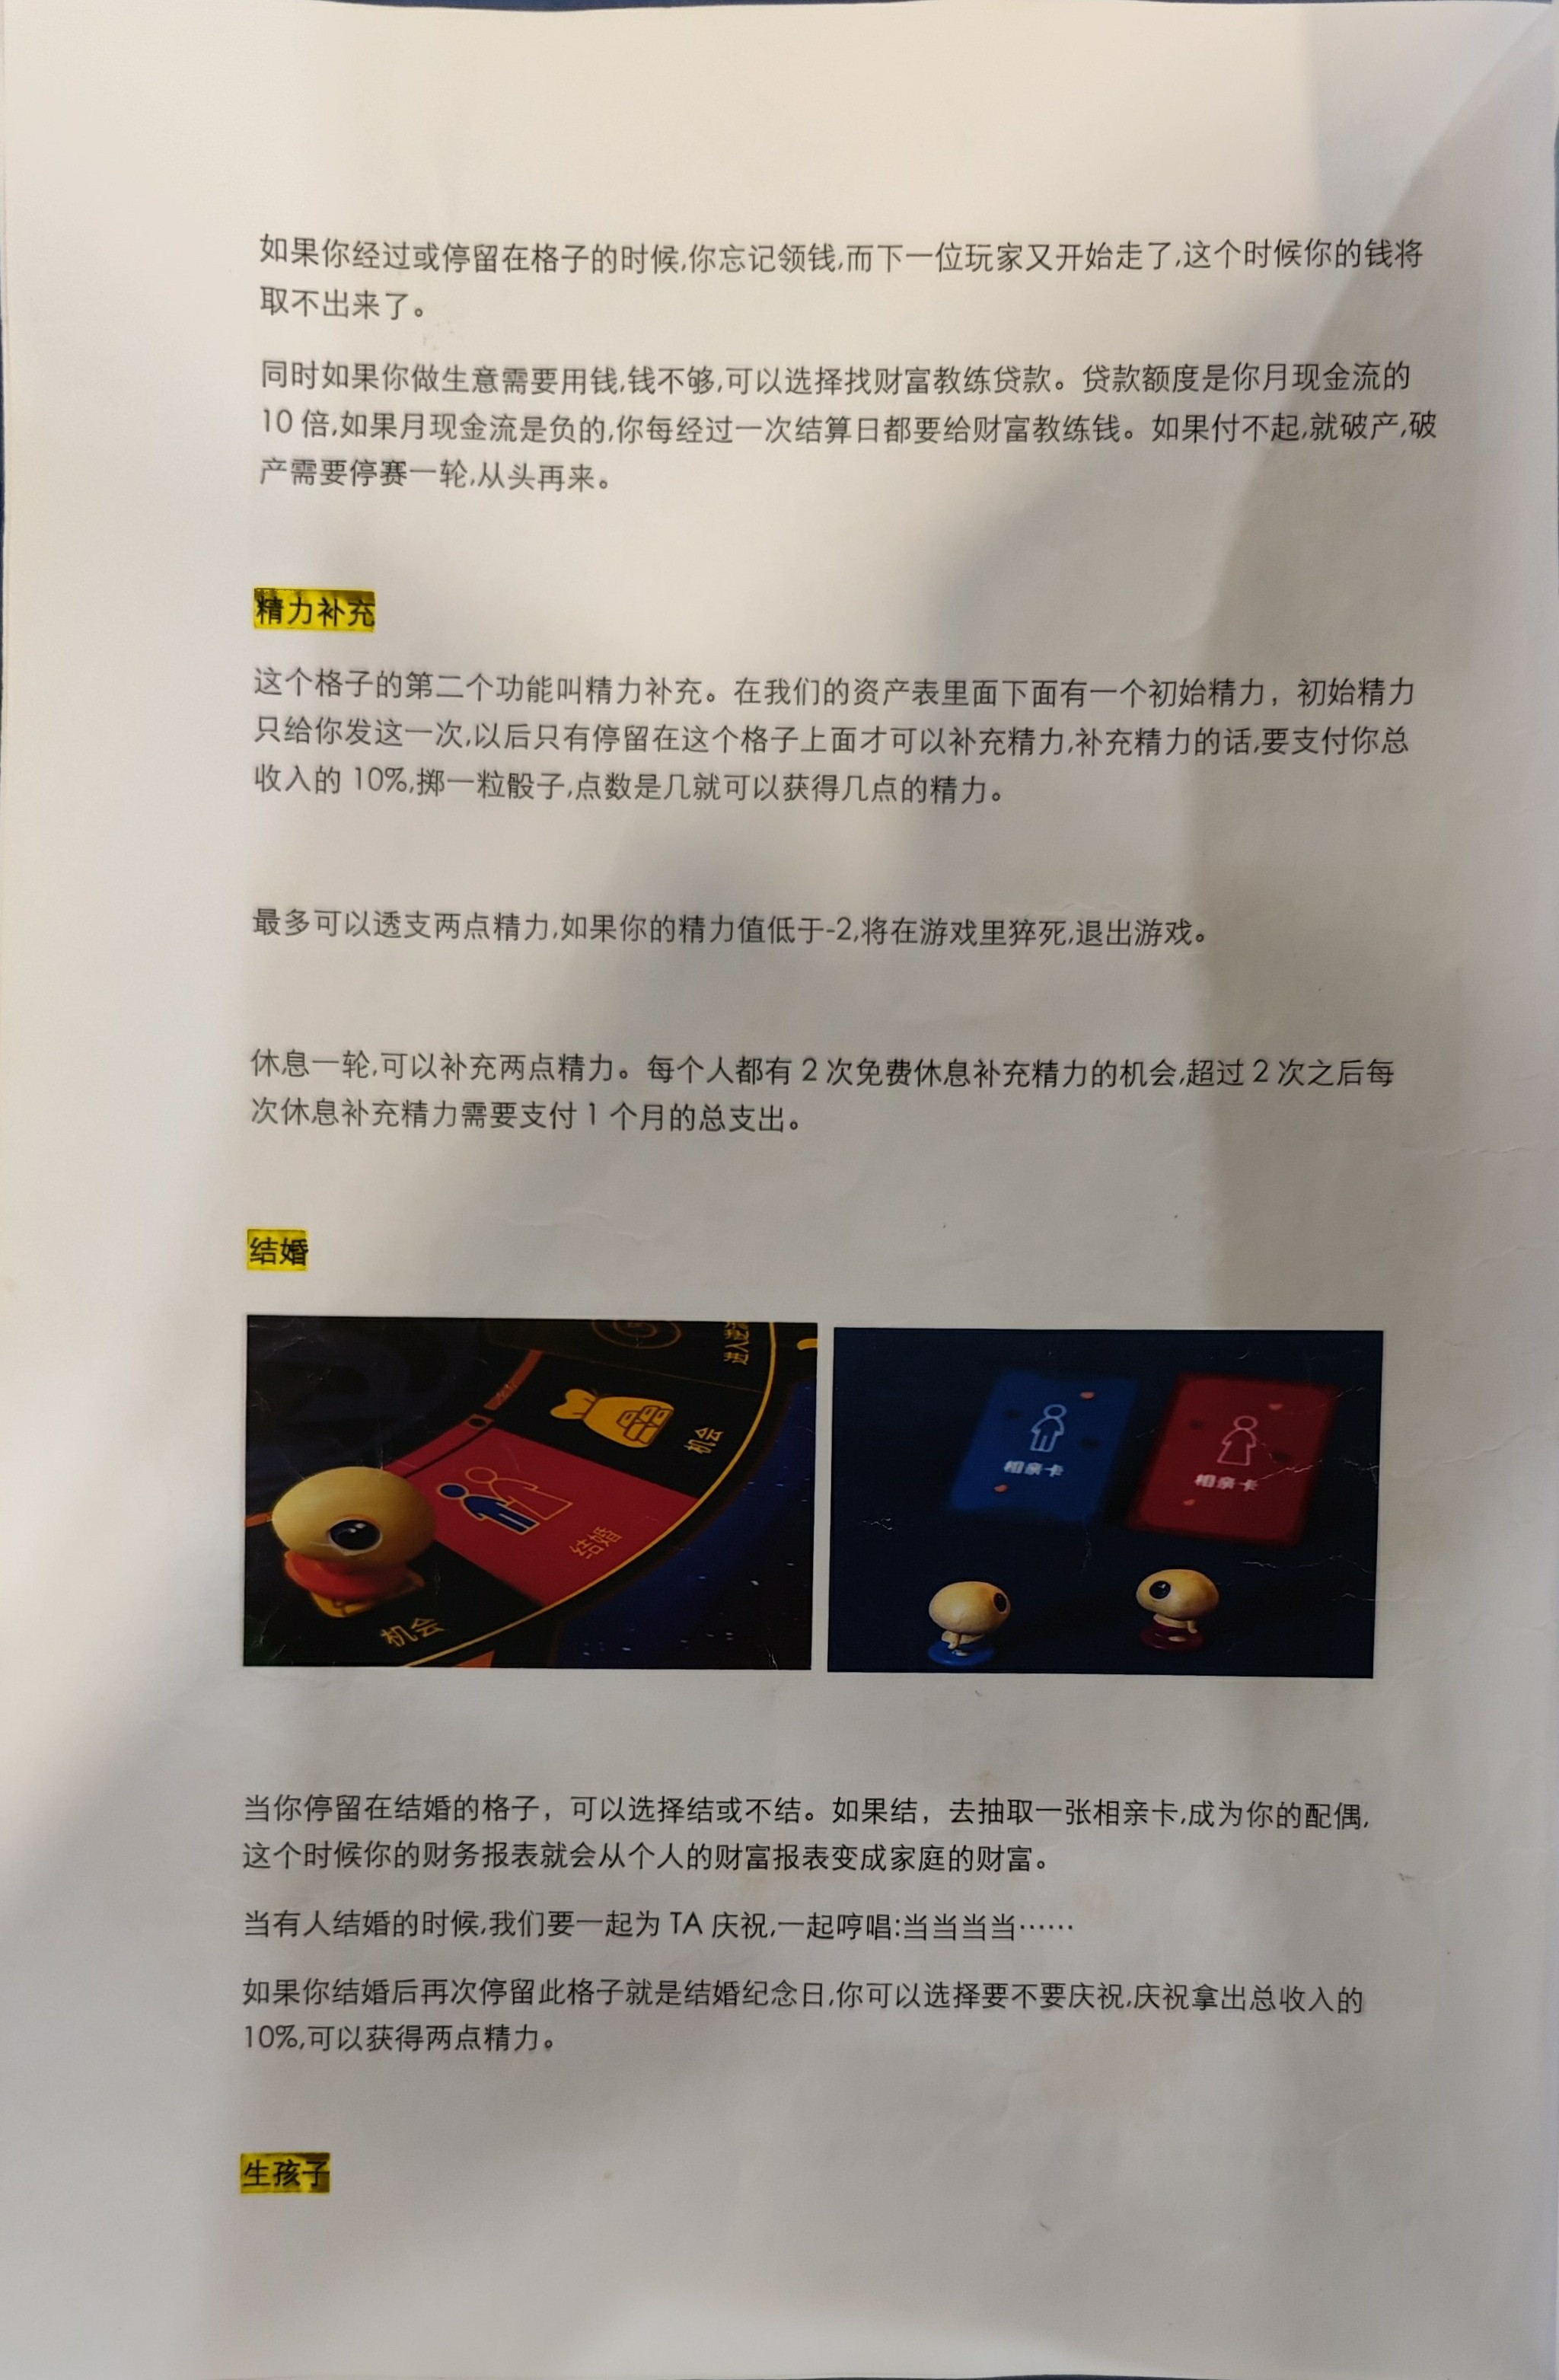 如果你经过或停留在格子的时候,你忘记领钱,而下一位玩家又开始走了,这个时候你的钱将
取不出来了。
同时如果你做生意需要用钱,钱不够,可以选择找财富教练贷款。贷款额度是你月现金流的
10 倍,如果月现金流是负的,你每经过一次结算日都要给财富教练钱。如果付不起,就破产,破
产需要停赛一轮,从头再来。
精力补充
这个格子的第二个功能叫精力补充。在我们的资产表里面下面有一个初始精力，初始精力
只给你发这一次,以后只有停留在这个格子上面才可以补充精力,补充精力的话,要支付你总
收入的 10%,掷一粒骰子,点数是几就可以获得几点的精力。
最多可以透支两点精力,如果你的精力值低于-2,将在游戏里猝死,退出游戏。
休息一轮,可以补充两点精力。每个人都有 2 次免费休息补充精力的机会,超过 2 次之后每
次休息补充精力需要支付 1 个月的总支出。
结婚
进入逆
机会
结婚
机会
相亲卡
相亲卡
当你停留在结婚的格子，可以选择结或不结。如果结，去抽取一张相亲卡,成为你的配偶,
这个时候你的财务报表就会从个人的财富报表变成家庭的财富。
当有人结婚的时候,我们要一起为 TA 庆祝,一起哼唱:当当当当……
如果你结婚后再次停留此格子就是结婚纪念日,你可以选择要不要庆祝,庆祝拿出总收入的
10%,可以获得两点精力。
生孩子